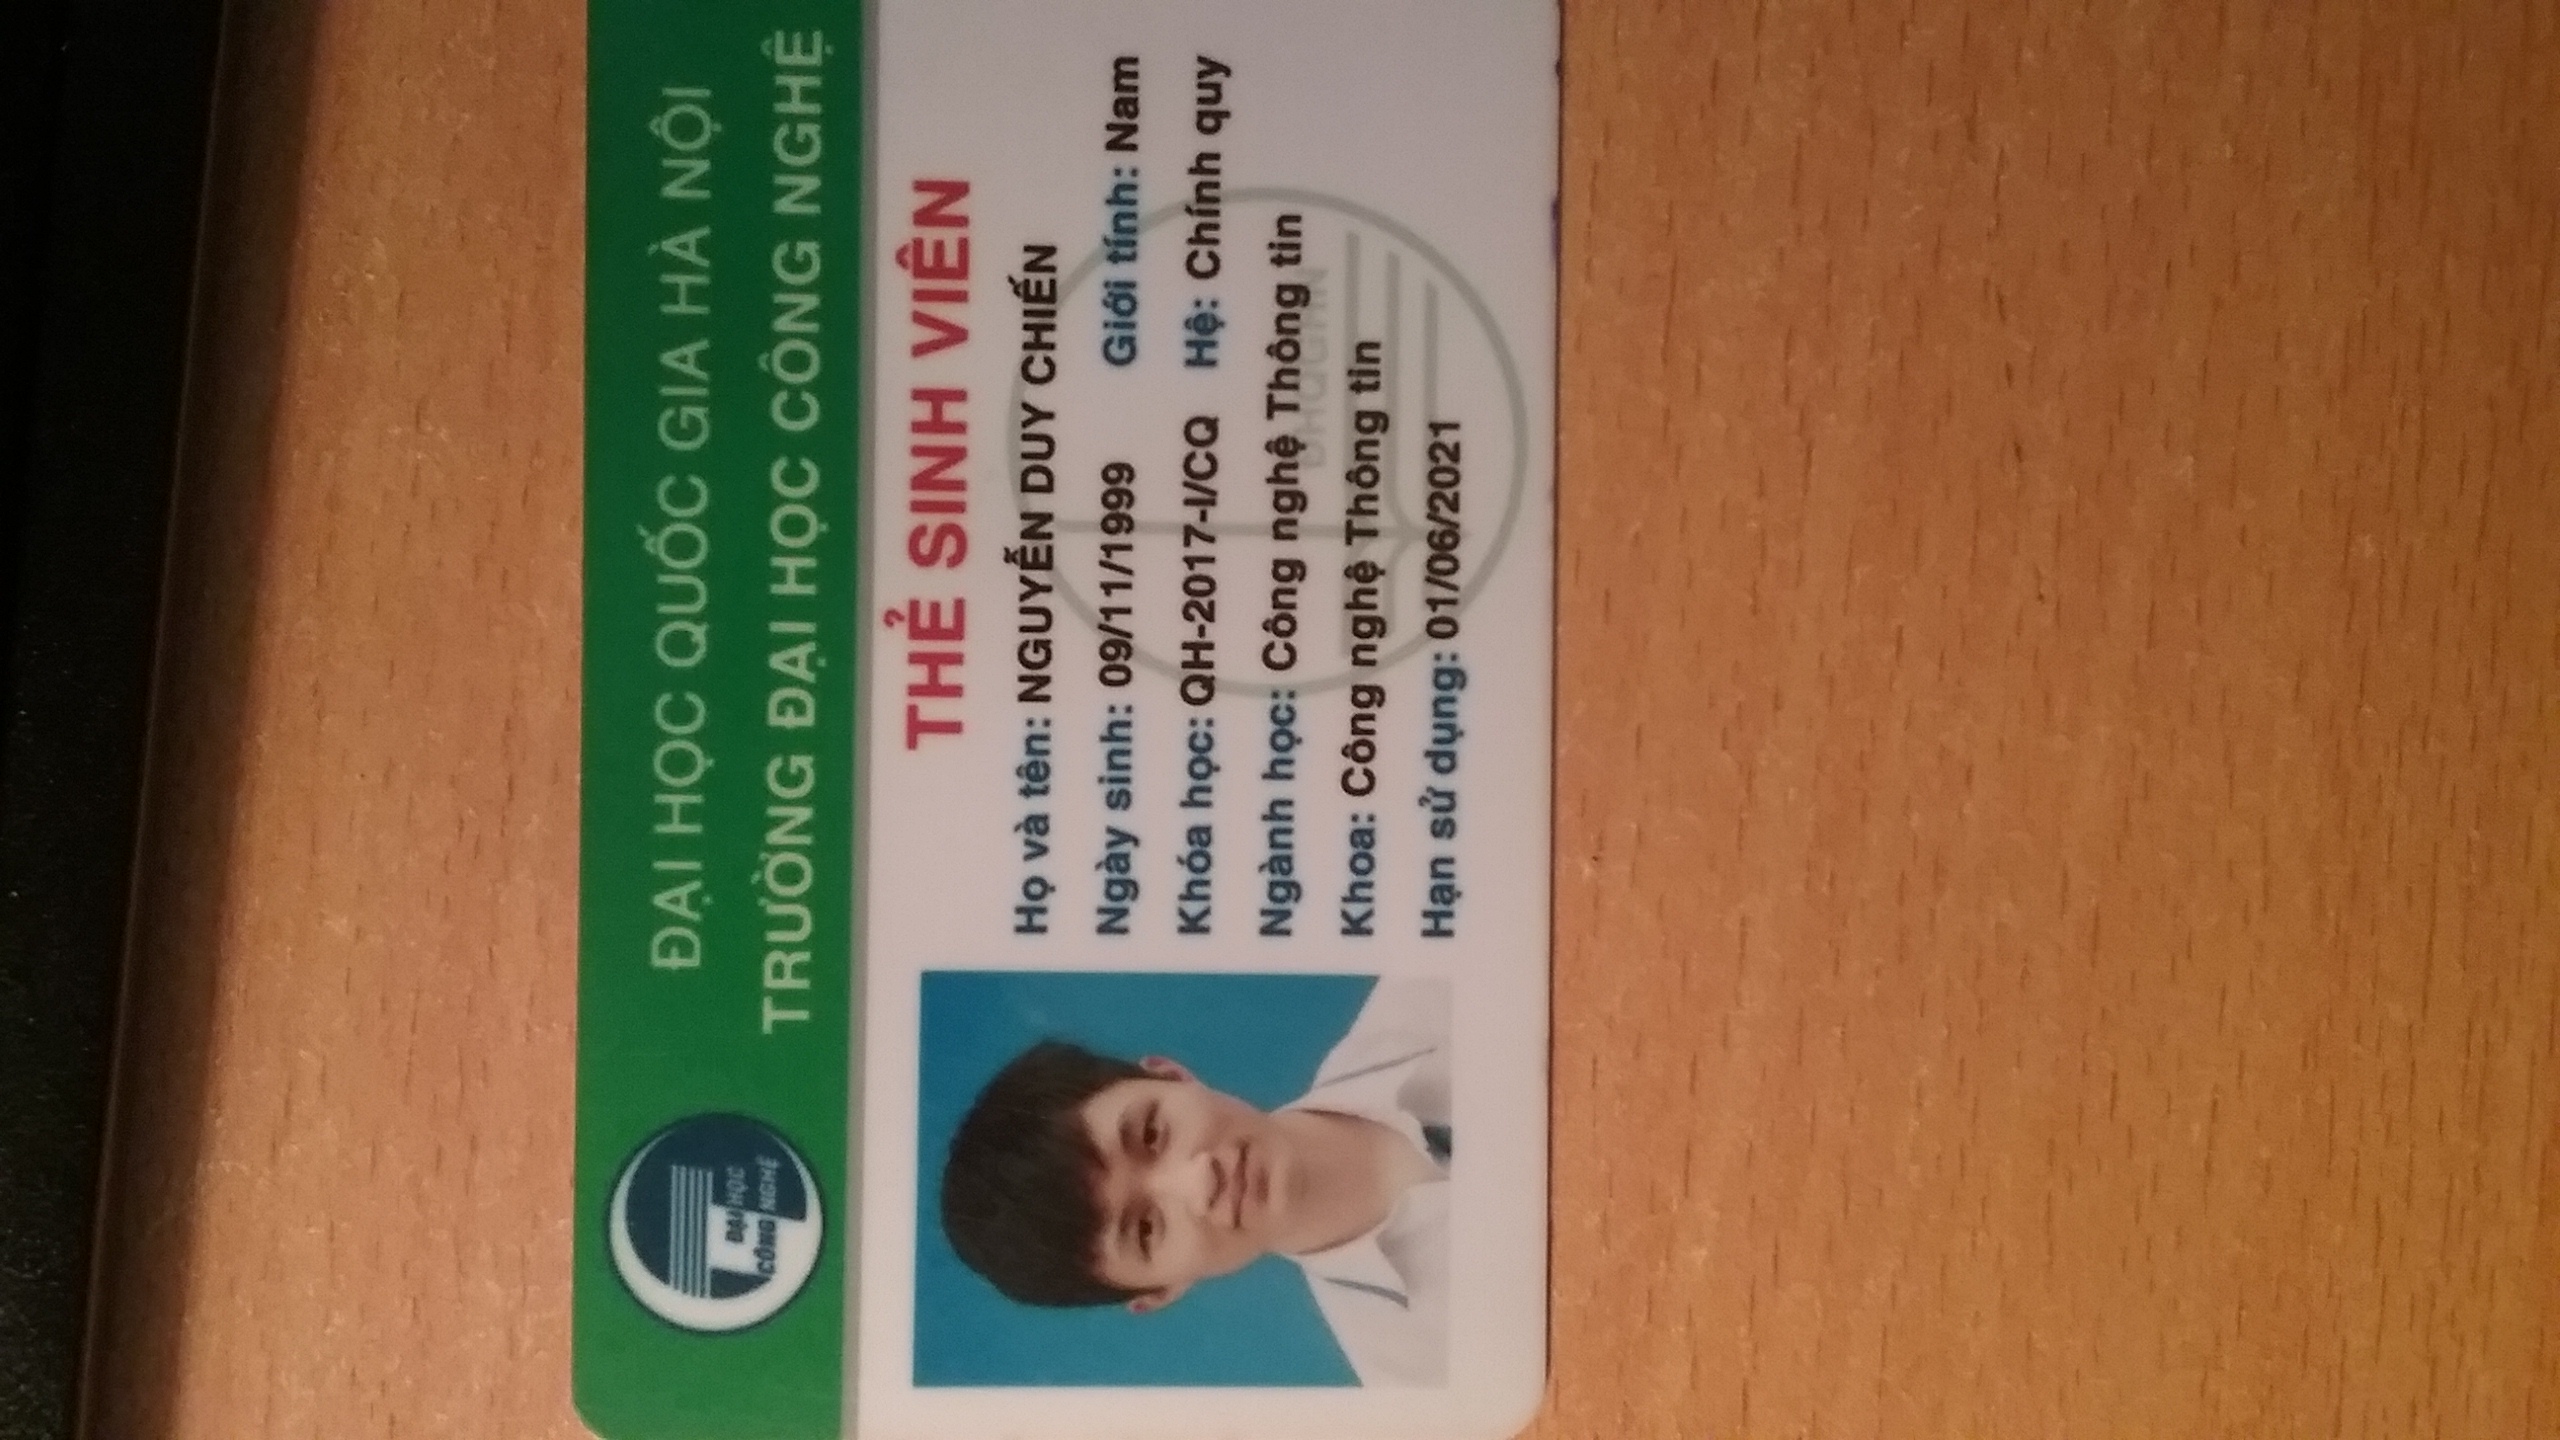 ĐẠI HỌC QUỐC GIA HÀ NỘI
TRƯỜNG ĐẠI HỌC CÔNG NGHỆ
ĐẠI HỌC
CÔNG NGHỆ
THẺ SINH VIÊN
Họ và tên: NGUYỄN DUY CHIẾN
Ngày sinh: 09/11/1999 Giới tính: Nam
Khóa học: QH-2017-I/CQ Hệ: Chính quy
Ngành học: Công nghệ Thông tin
ĐHQGHN
Khoa: Công nghệ Thông tin
Hạn sử dụng: 01/06/2021